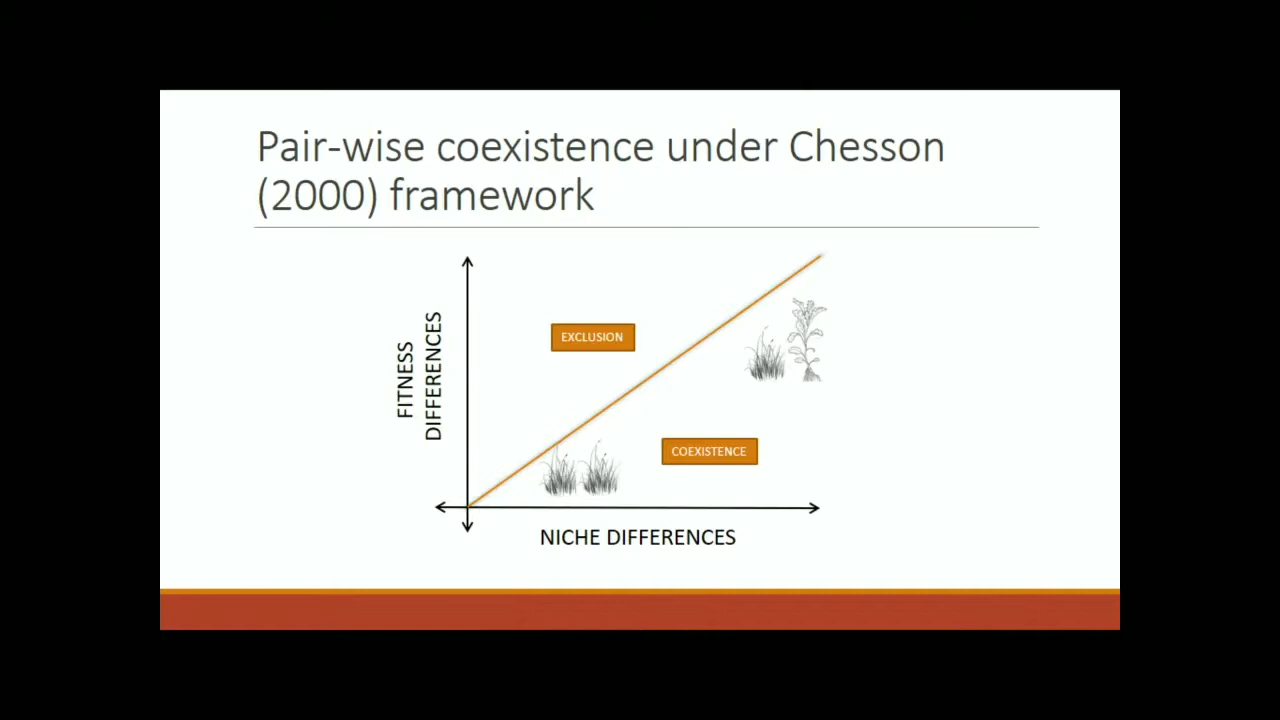 Pair-wise coexistence under Chesson
(2000) framework
FITNESS
DIFFERENCES
EXCLUSION
COEXISTENCE
NICHE DIFFERENCES